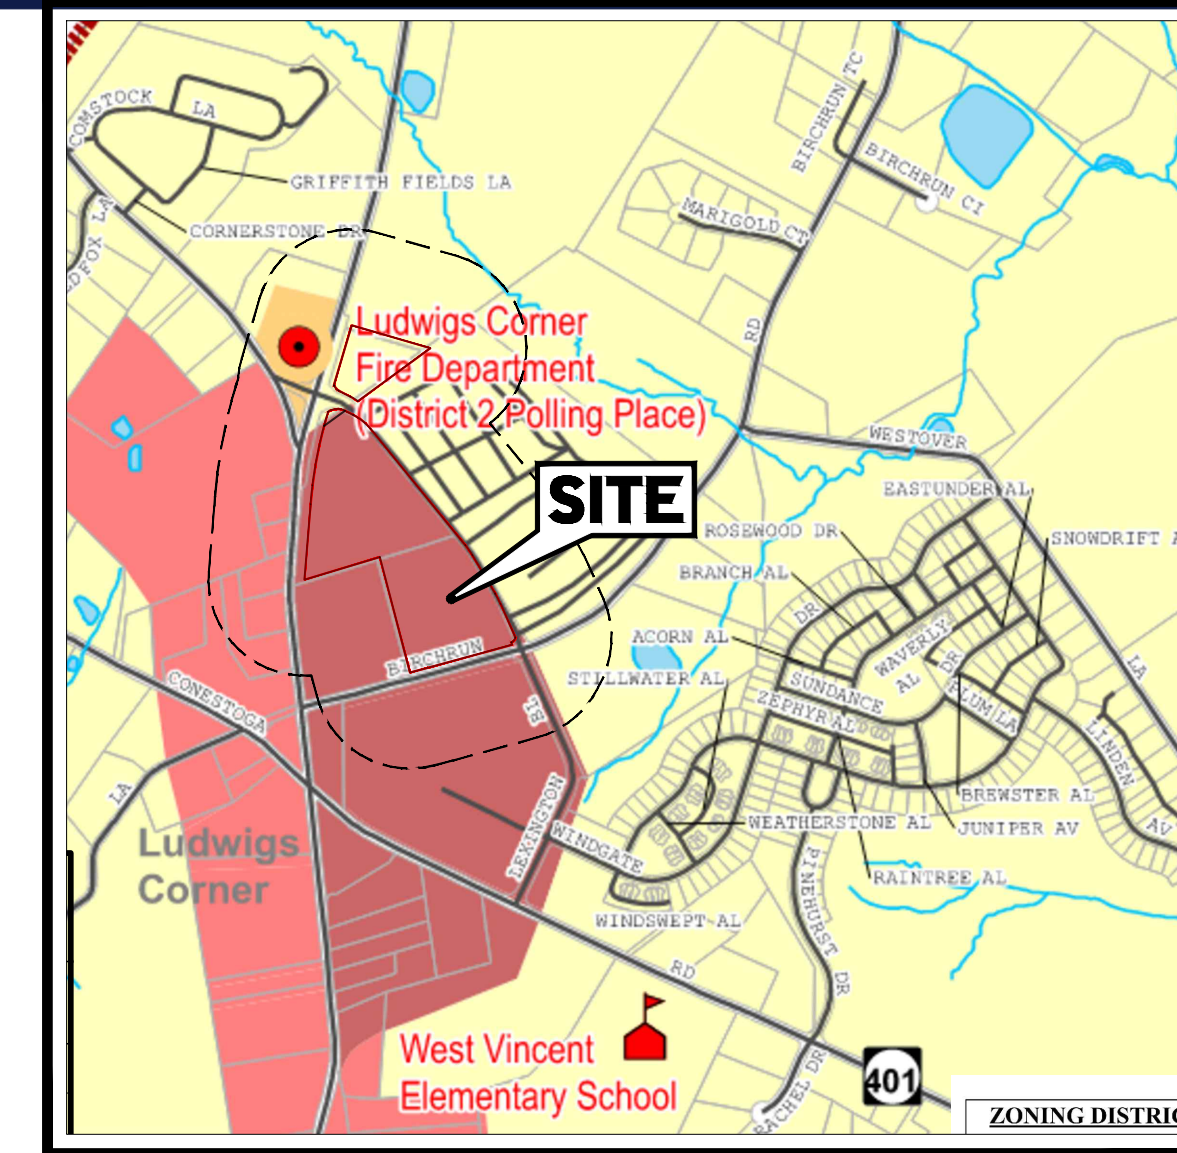 COMSTOCK
LA
GRIFFITH FIELDS LA
CORNERSTONE DR
LA
BIRCHRUN TC
BIRCHRUN CI
MARIGOLD CT
RD
Ludwigs Corner
Fire Department
(District 2 Polling Place)
SITE
WESTOVER
EASTUNDER AL
ROSEWOOD DR
SNOWDRIFT
BRANCH AL
DR
ACORN AL
WAVERLY
DR
AL
STILLWATER AL
SUNDANCE
ZEPHYR AL
PLUM LA
LA
BIRCHRUN
CONESTOGA
BL
LINDEN
AV
LA
LEXINGTON
WINDGATE
BREWSTER AL
WEATHERSTONE AL
JUNIPER AV
Ludwigs
Corner
RAINTREE AL
WINDSWEPT AL
PINEHURST DR
RD
West Vincent
Elementary School
401
ACHEL DR
ZONING DISTRIC